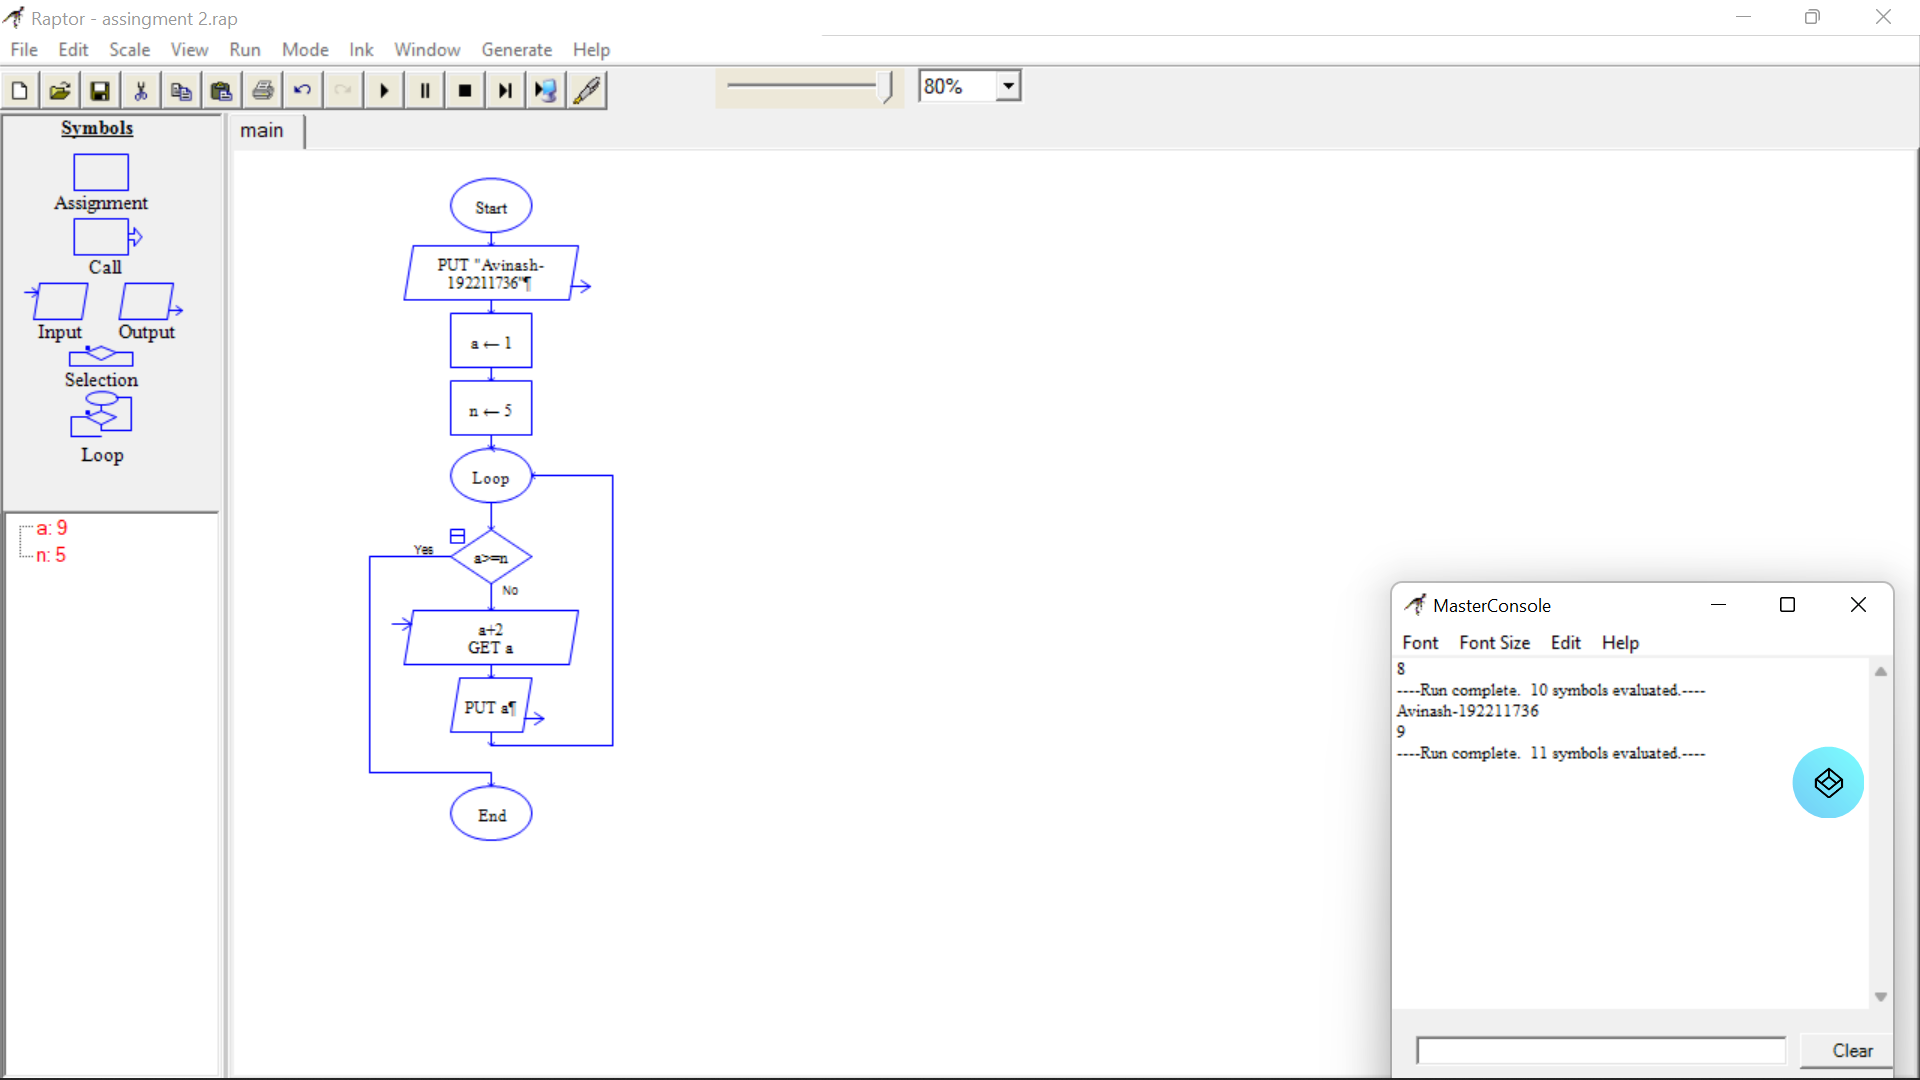 Raptor - assingment 2.rap
File Edit Scale View Run Mode Ink Window Generate Help
80%
Symbols
Assignment
Call
Input Output
Selection
Loop
a: 9
n: 5
main
Start
PUT "Avinash-
192211736"¶
a ← 1
n ← 5
Loop
Yes
a>=n
No
a+2
GET a
PUT a¶
End
MasterConsole
Font Font Size Edit Help
8
----Run complete.  10 symbols evaluated.----
Avinash-192211736
9
----Run complete.  11 symbols evaluated.----
Clear